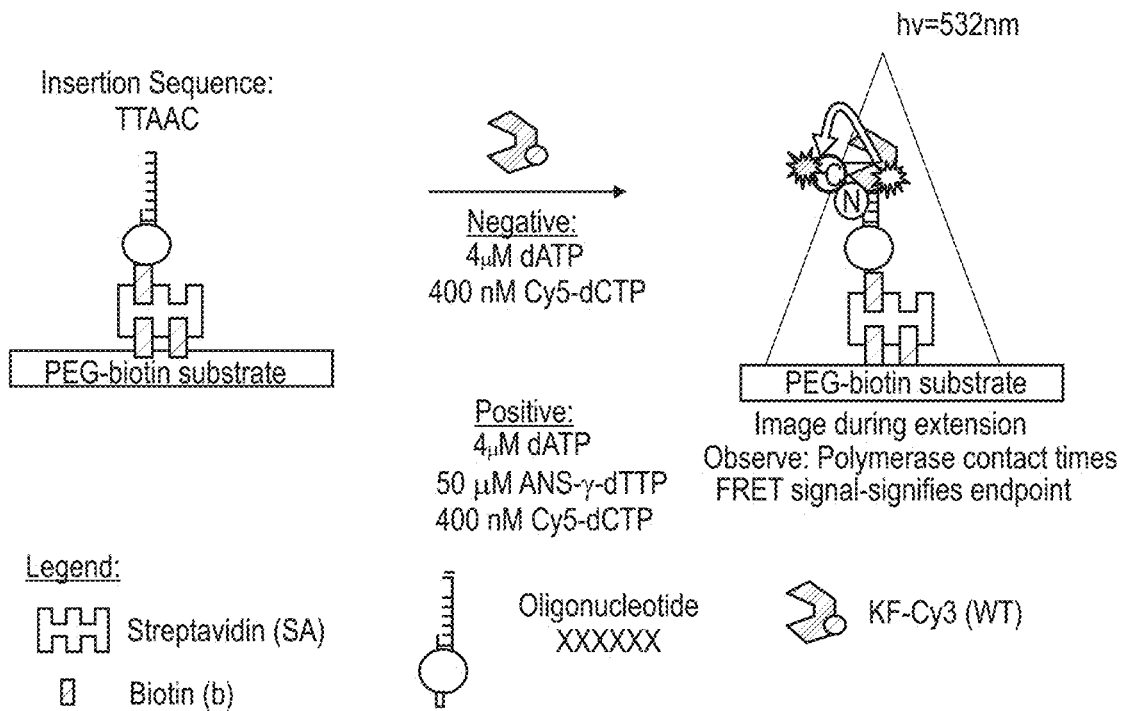 hv=532nm
Insertion Sequence:
TTAAC
Negative:
4μM dATP
400 nM Cy5-dCTP
C
N
PEG-biotin substrate
PEG-biotin substrate
Positive:
4μM dATP
50 μM ANS-γ-dTTP
400 nM Cy5-dCTP
Image during extension
Observe: Polymerase contact times
FRET signal-signifies endpoint
Legend:
Streptavidin (SA)
Biotin (b)
Oligonucleotide
XXXXXX
KF-Cy3 (WT)